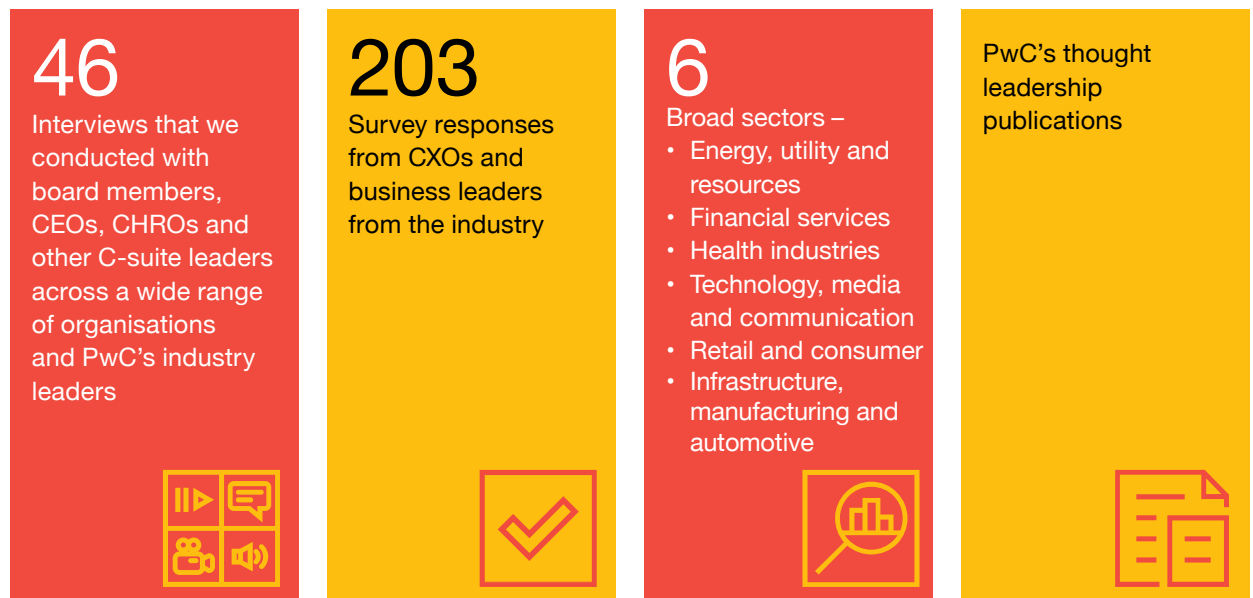 46
Interviews that we
conducted with
board members,
CEOs, CHROs and
other C-suite leaders
across a wide range
of organisations
and PwC's industry
leaders
203
Survey responses
from CXOs and
business leaders
from the industry
6
Broad sectors –
• Energy, utility and
resources
• Financial services
• Health industries
• Technology, media
and communication
• Retail and consumer
• Infrastructure,
manufacturing and
automotive
PwC's thought
leadership
publications